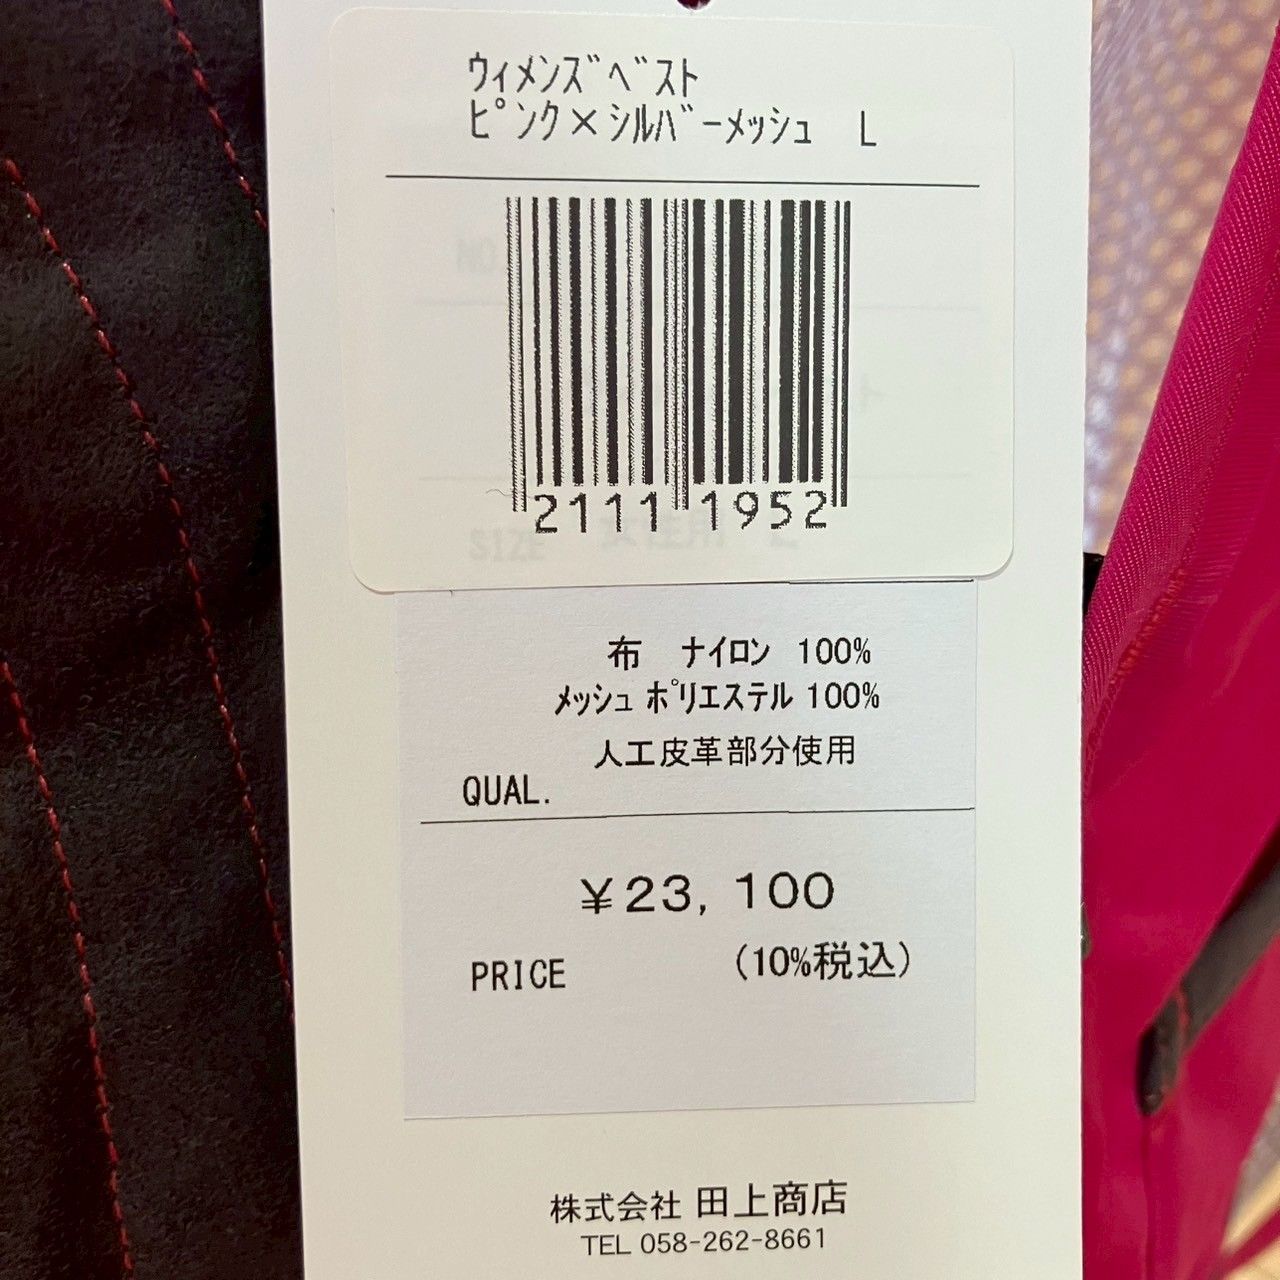 ｳｨﾒﾝｽﾞﾍﾞｽﾄ
ﾋﾟﾝｸ×ｼﾙﾊﾞｰﾒｯｼｭ L
2111 1952
SIZE
布 ナイロン 100%
メッシュ ポリエステル 100%
人工皮革部分使用
QUAL.
¥23,100
PRICE (10%税込)
株式会社 田上商店
TEL 058-262-8661